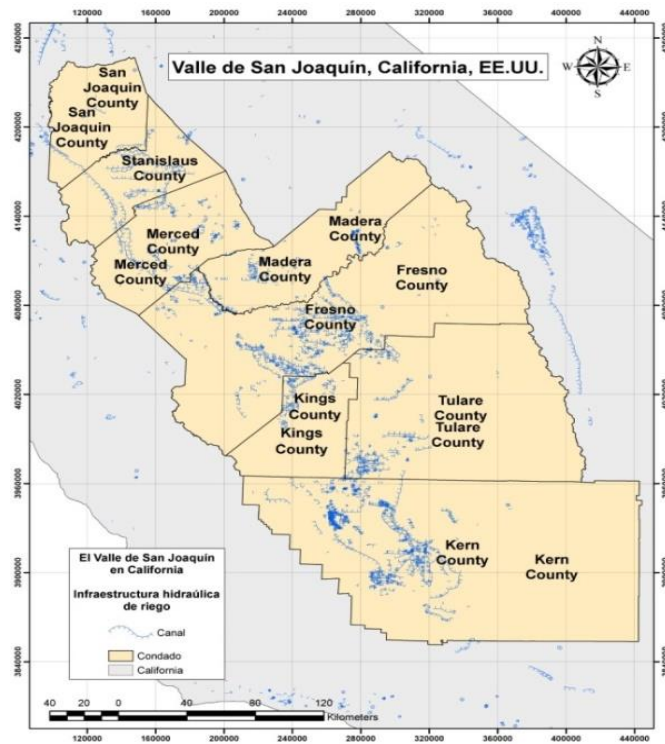 120000 160000 200000 240000 280000 320000 360000 400000 440000
Valle de San Joaquín, California, EE.UU.
N
W E
S
San
Joaquin
County
San
Joaquin
County
Stanislaus
County
Merced
County
Merced
County
Madera
County
Madera
County
Fresno
County
Fresno
County
Kings
County
Kings
County
Tulare
County
Tulare
County
Kern
County
Kern
County
4260000
4200000
4140000
4080000
4020000
3960000
3900000
3840000
El Valle de San Joaquín
en California
Infraestructura hidraúlica
de riego
Canal
Condado
California
40 20 0 40 80 120
Kilometers
120000 160000 200000 240000 280000 320000 360000 400000 440000